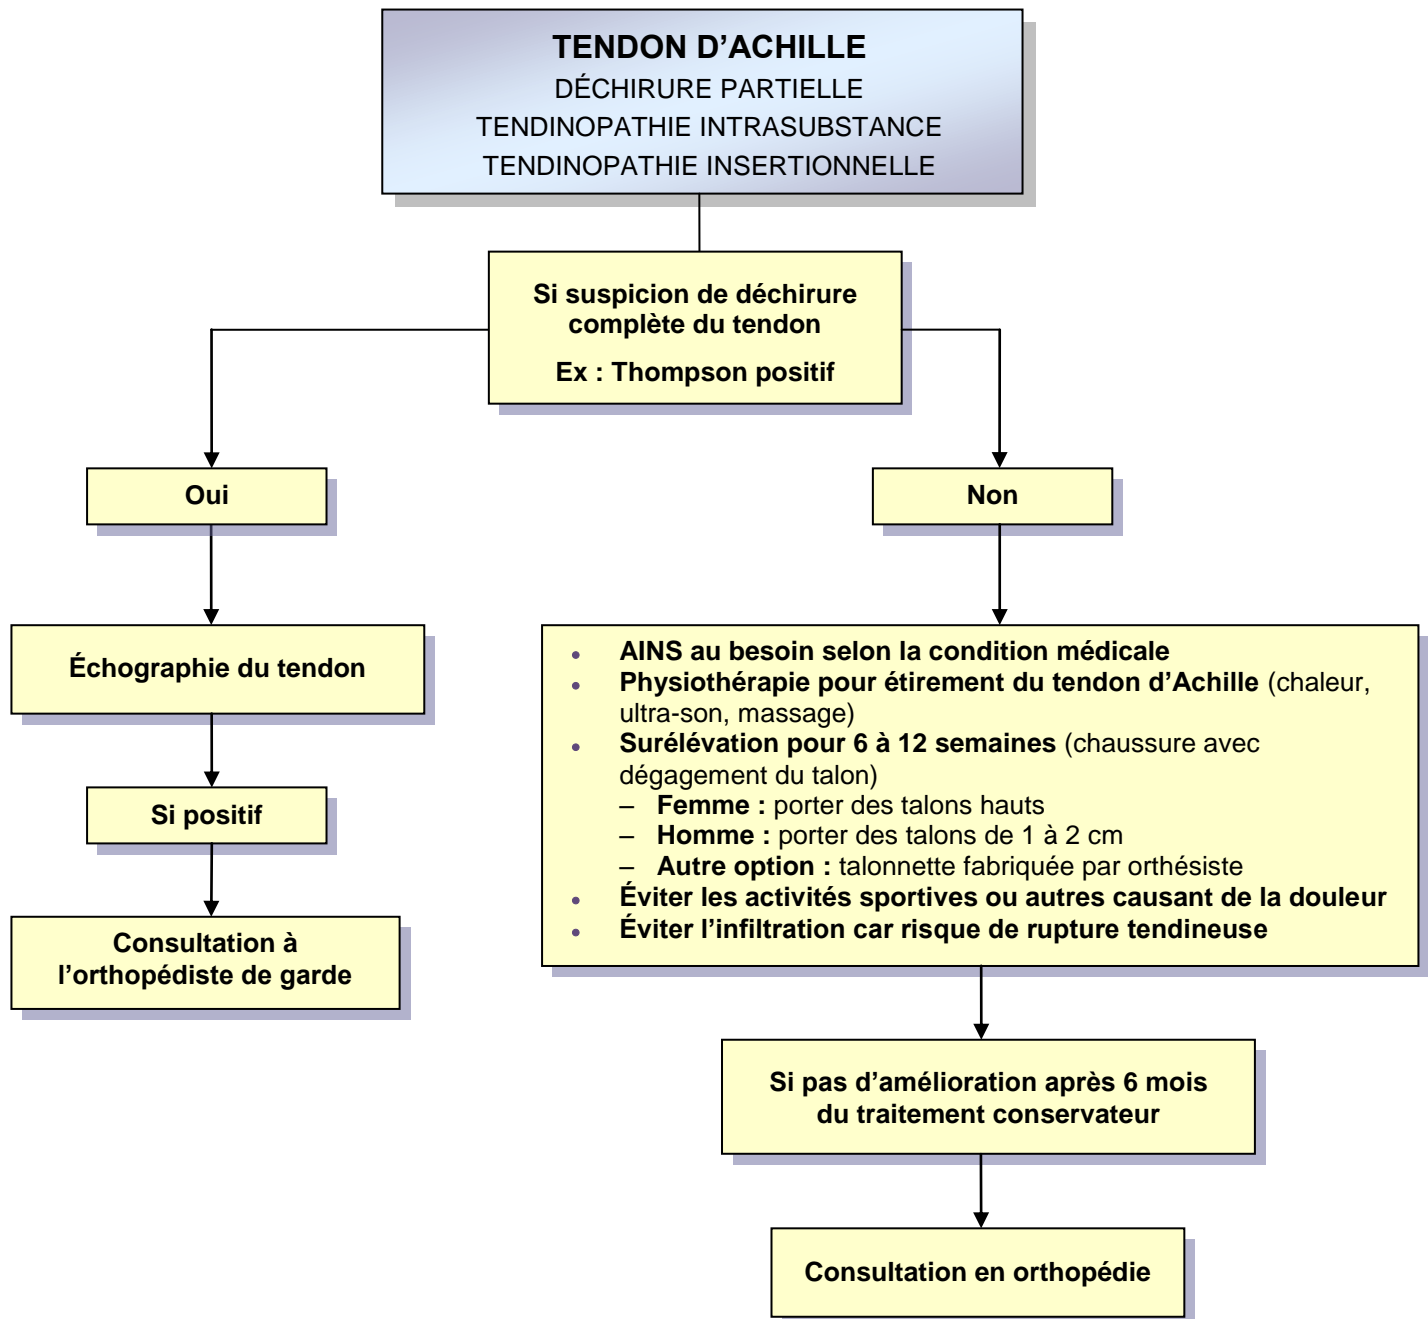 TENDON D’ACHILLE
DÉCHIRURE PARTIELLE
TENDINOPATHIE INTRASUBSTANCE
TENDINOPATHIE INSERTIONNELLE
Si suspicion de déchirure
complète du tendon
Ex : Thompson positif
Oui
Non
Échographie du tendon
Si positif
Consultation à
l’orthopédiste de garde
• AINS au besoin selon la condition médicale
• Physiothérapie pour étirement du tendon d’Achille (chaleur,
ultra-son, massage)
• Surélévation pour 6 à 12 semaines (chaussure avec
dégagement du talon)
– Femme : porter des talons hauts
– Homme : porter des talons de 1 à 2 cm
– Autre option : talonnette fabriquée par orthésiste
• Éviter les activités sportives ou autres causant de la douleur
• Éviter l’infiltration car risque de rupture tendineuse
Si pas d’amélioration après 6 mois
du traitement conservateur
Consultation en orthopédie